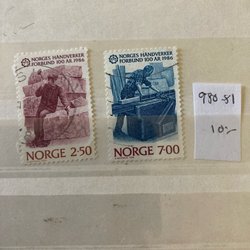 NORGES HÅNDVERKER
FORBUND 100 ÅR 1986
NORGE 2·50
NORGES HÅNDVERKER
FORBUND 100 ÅR 1986
NORGE 7·00
980-81
10:-